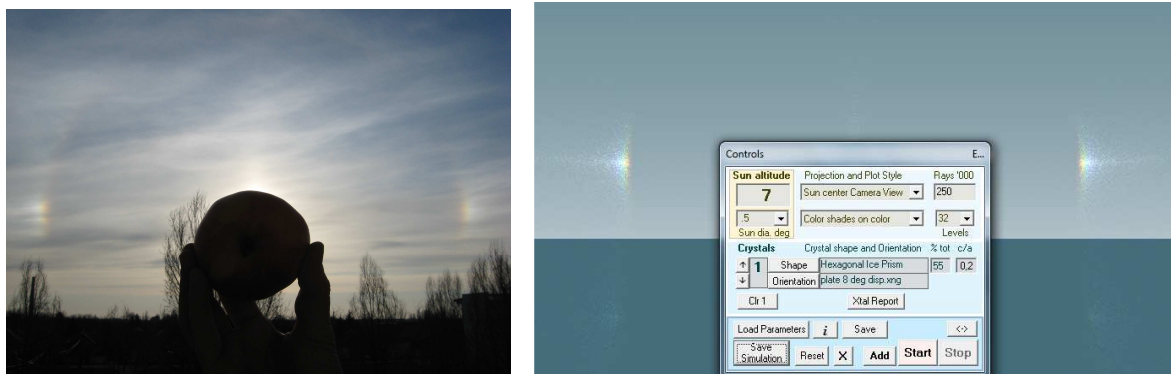 Controls
E...
Sun altitude Projection and Plot Style Rays '000
7 Sun center Camera View 250
.5 Color shades on color 32
Sun dia. deg Levels
Crystals Crystal shape and Orientation % tot c/a
1 Shape Hexagonal Ice Prism 55 0,2
Orientation plate 8 deg disp.xng
Clr 1 Xtal Report
Load Parameters i Save <·>
Save Simulation Reset X Add Start Stop